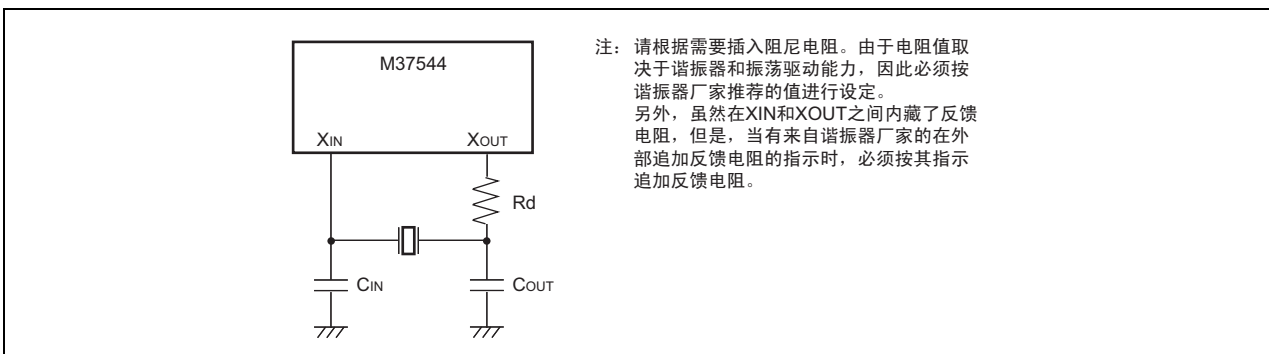 M37544
XIN
XOUT
Rd
CIN
COUT
注：请根据需要插入阻尼电阻。由于电阻值取
决于谐振器和振荡驱动能力，因此必须按
谐振器厂家推荐的值进行设定。
另外，虽然在XIN和XOUT之间内藏了反馈
电阻，但是，当有来自谐振器厂家的在外
部追加反馈电阻的指示时，必须按其指示
追加反馈电阻。